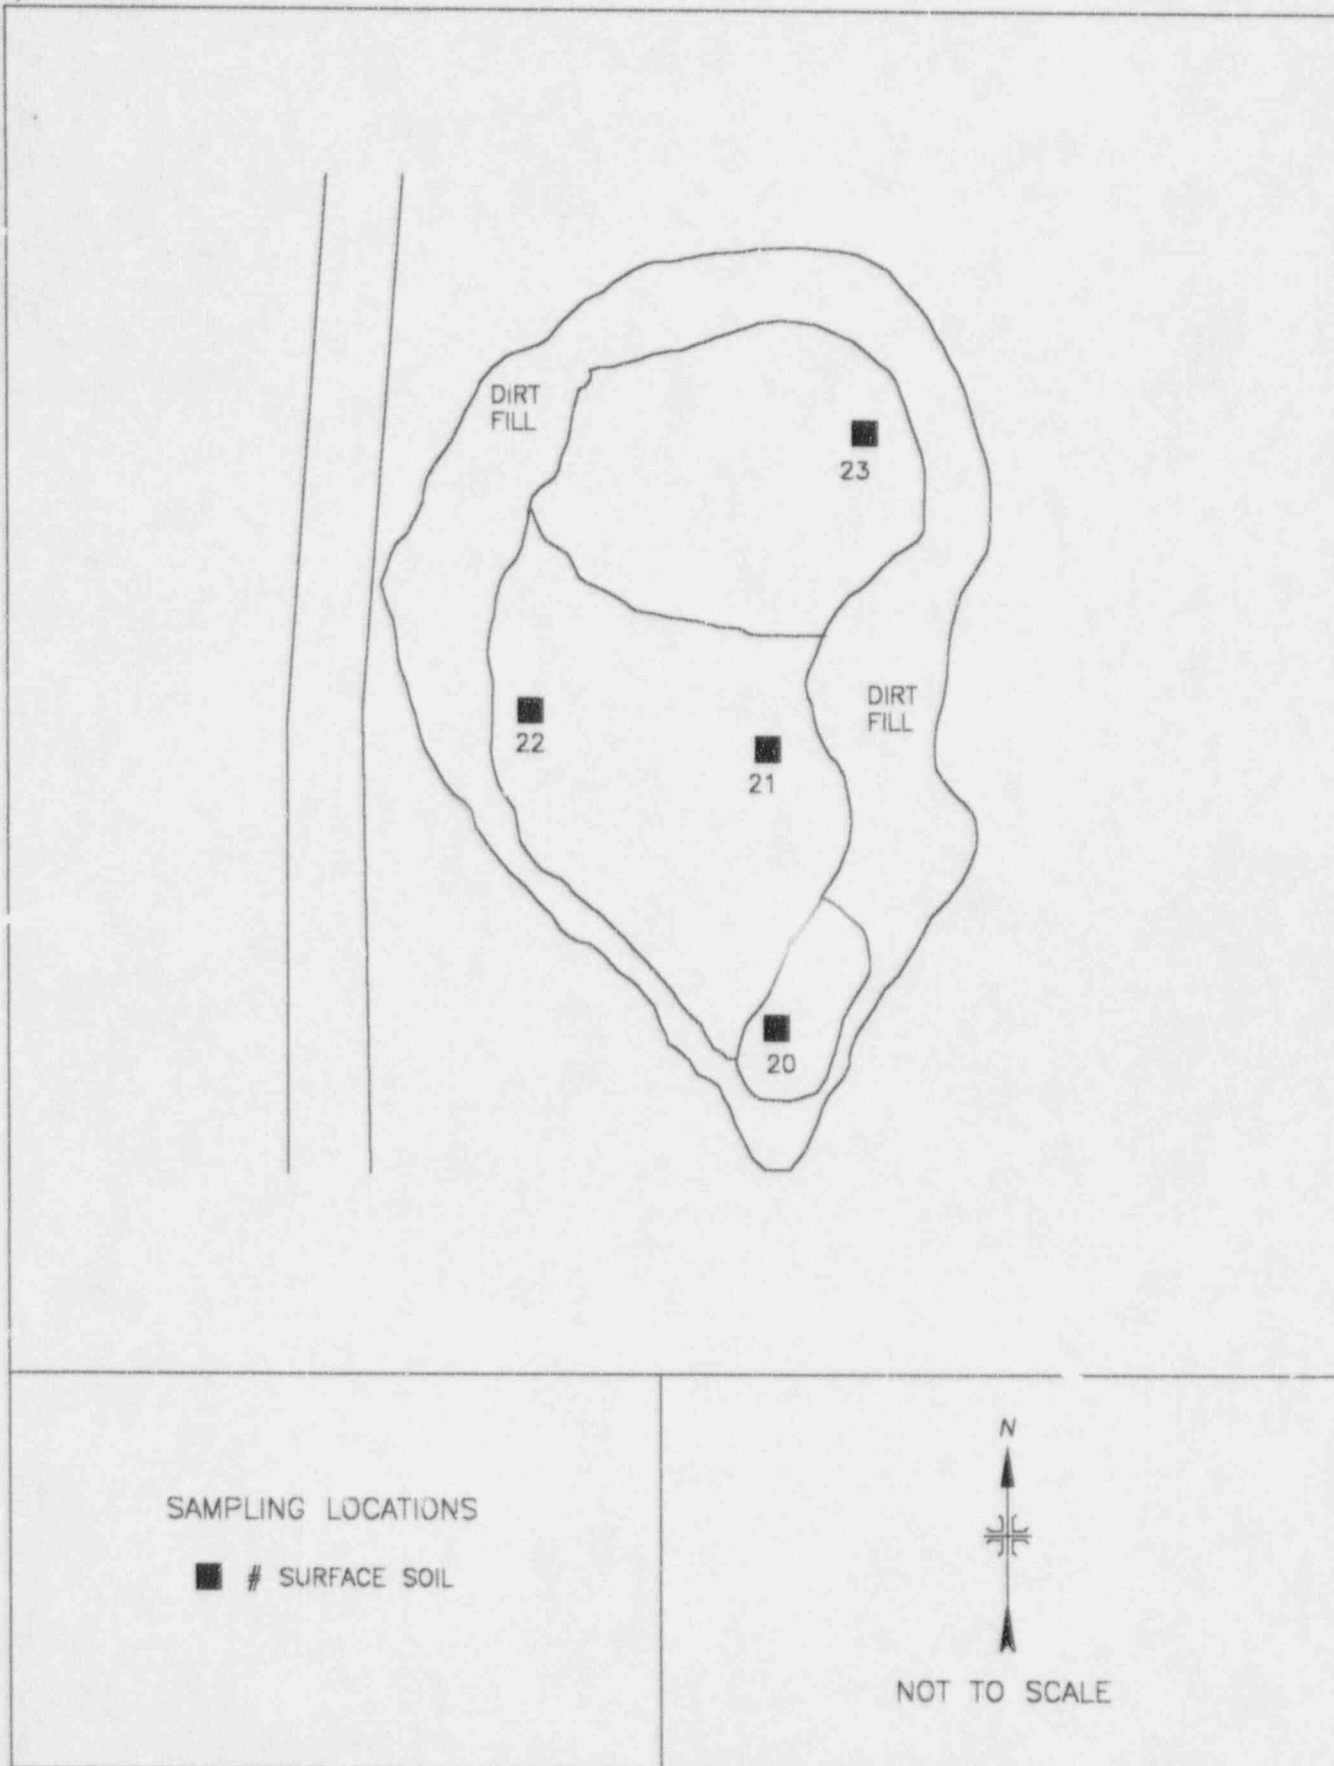 DIRT
FILL
23
DIRT
FILL
22
21
20
SAMPLING LOCATIONS
# SURFACE SOIL
N
NOT TO SCALE